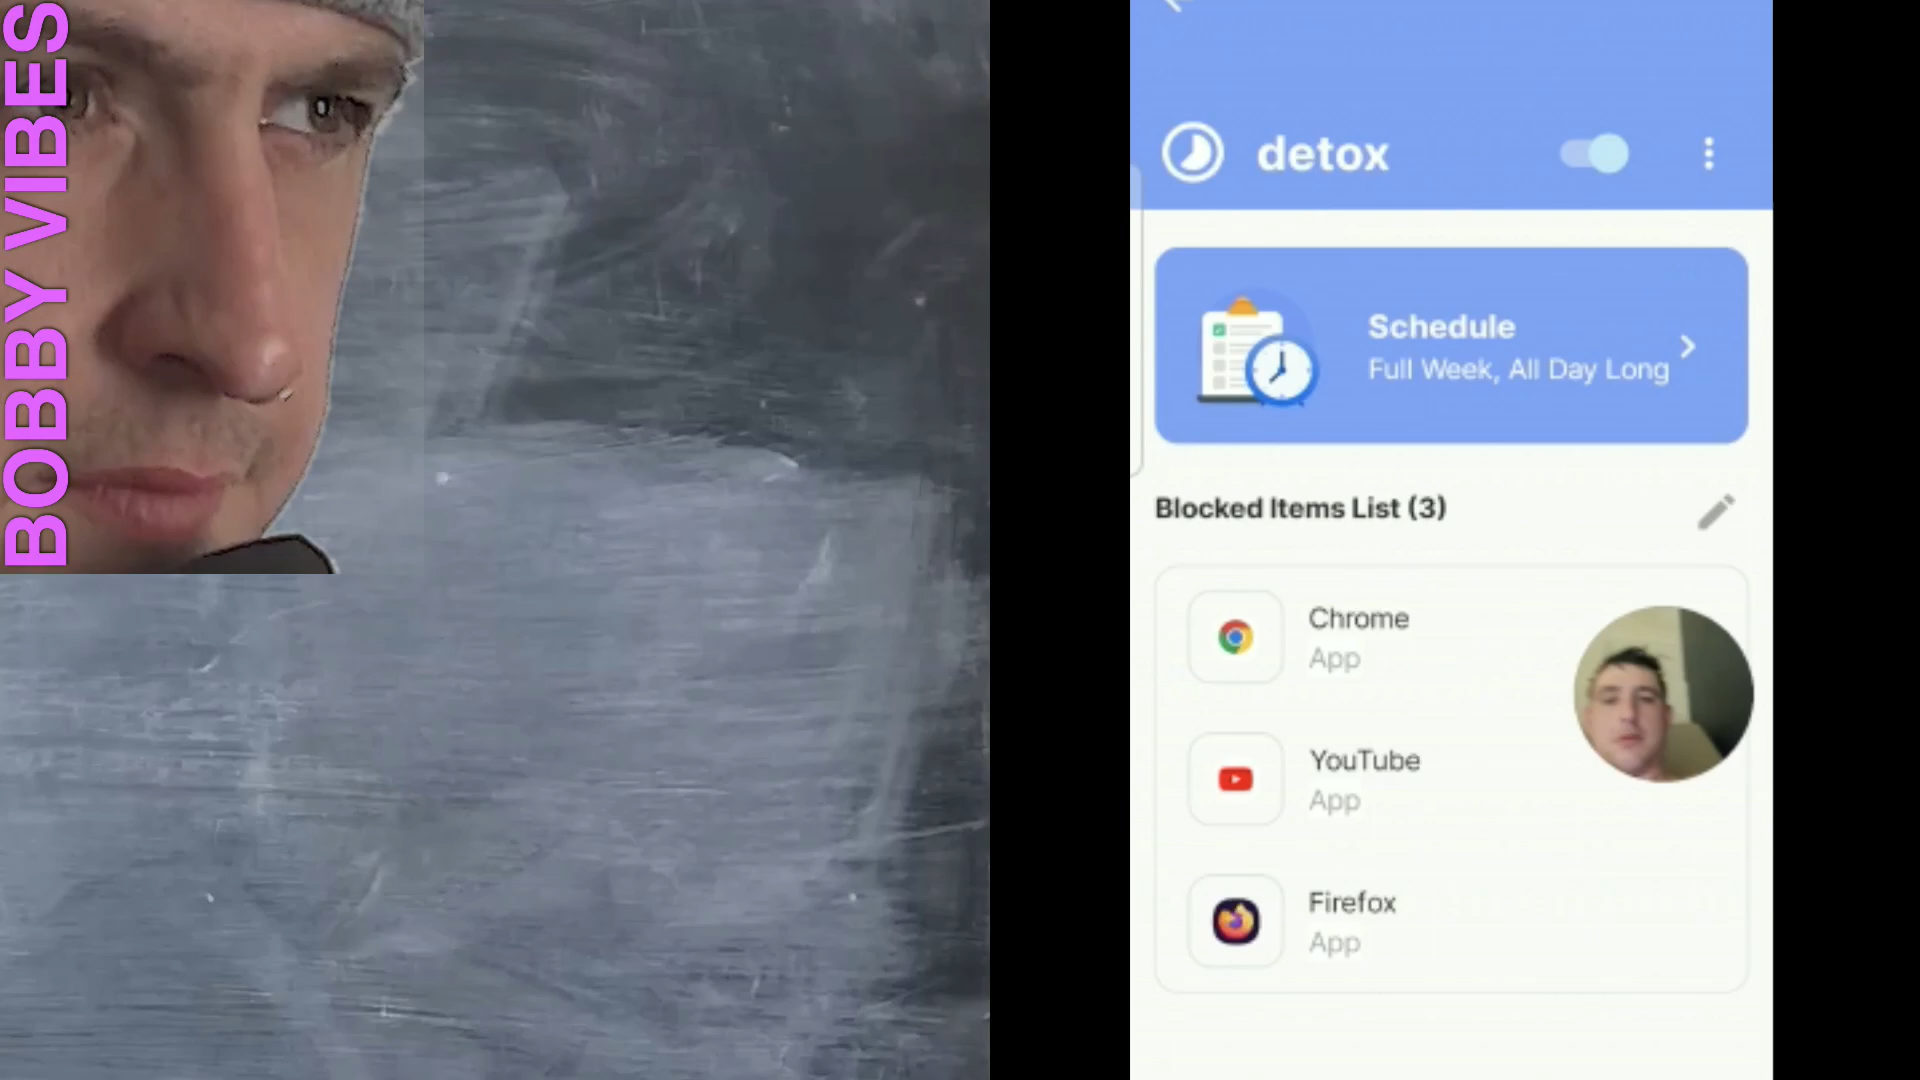 BOBBY VIBES
detox
Schedule
Full Week, All Day Long
Blocked Items List (3)
Chrome
App
YouTube
App
Firefox
App